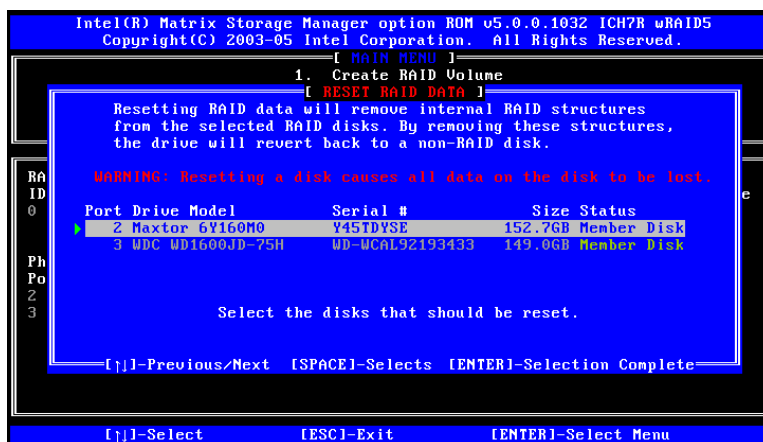 Intel(R) Matrix Storage Manager option ROM v5.0.0.1032 ICH7R wRAID5
Copyright(C) 2003-05 Intel Corporation. All Rights Reserved.
[ MAIN MENU ]
1. Create RAID Volume
[ RESET RAID DATA ]
Resetting RAID data will remove internal RAID structures
from the selected RAID disks. By removing these structures,
the drive will revert back to a non-RAID disk.
RA WARNING: Resetting a disk causes all data on the disk to be lost.
ID e
0 Port Drive Model Serial # Size Status
2 Maxtor 6Y160M0 Y45TDYSE 152.7GB Member Disk
3 WDC WD1600JD-75H WD-WCAL92193433 149.0GB Member Disk
Ph
Po
2
3 Select the disks that should be reset.
[↑↓]-Previous/Next [SPACE]-Selects [ENTER]-Selection Complete
[↑↓]-Select [ESC]-Exit [ENTER]-Select Menu